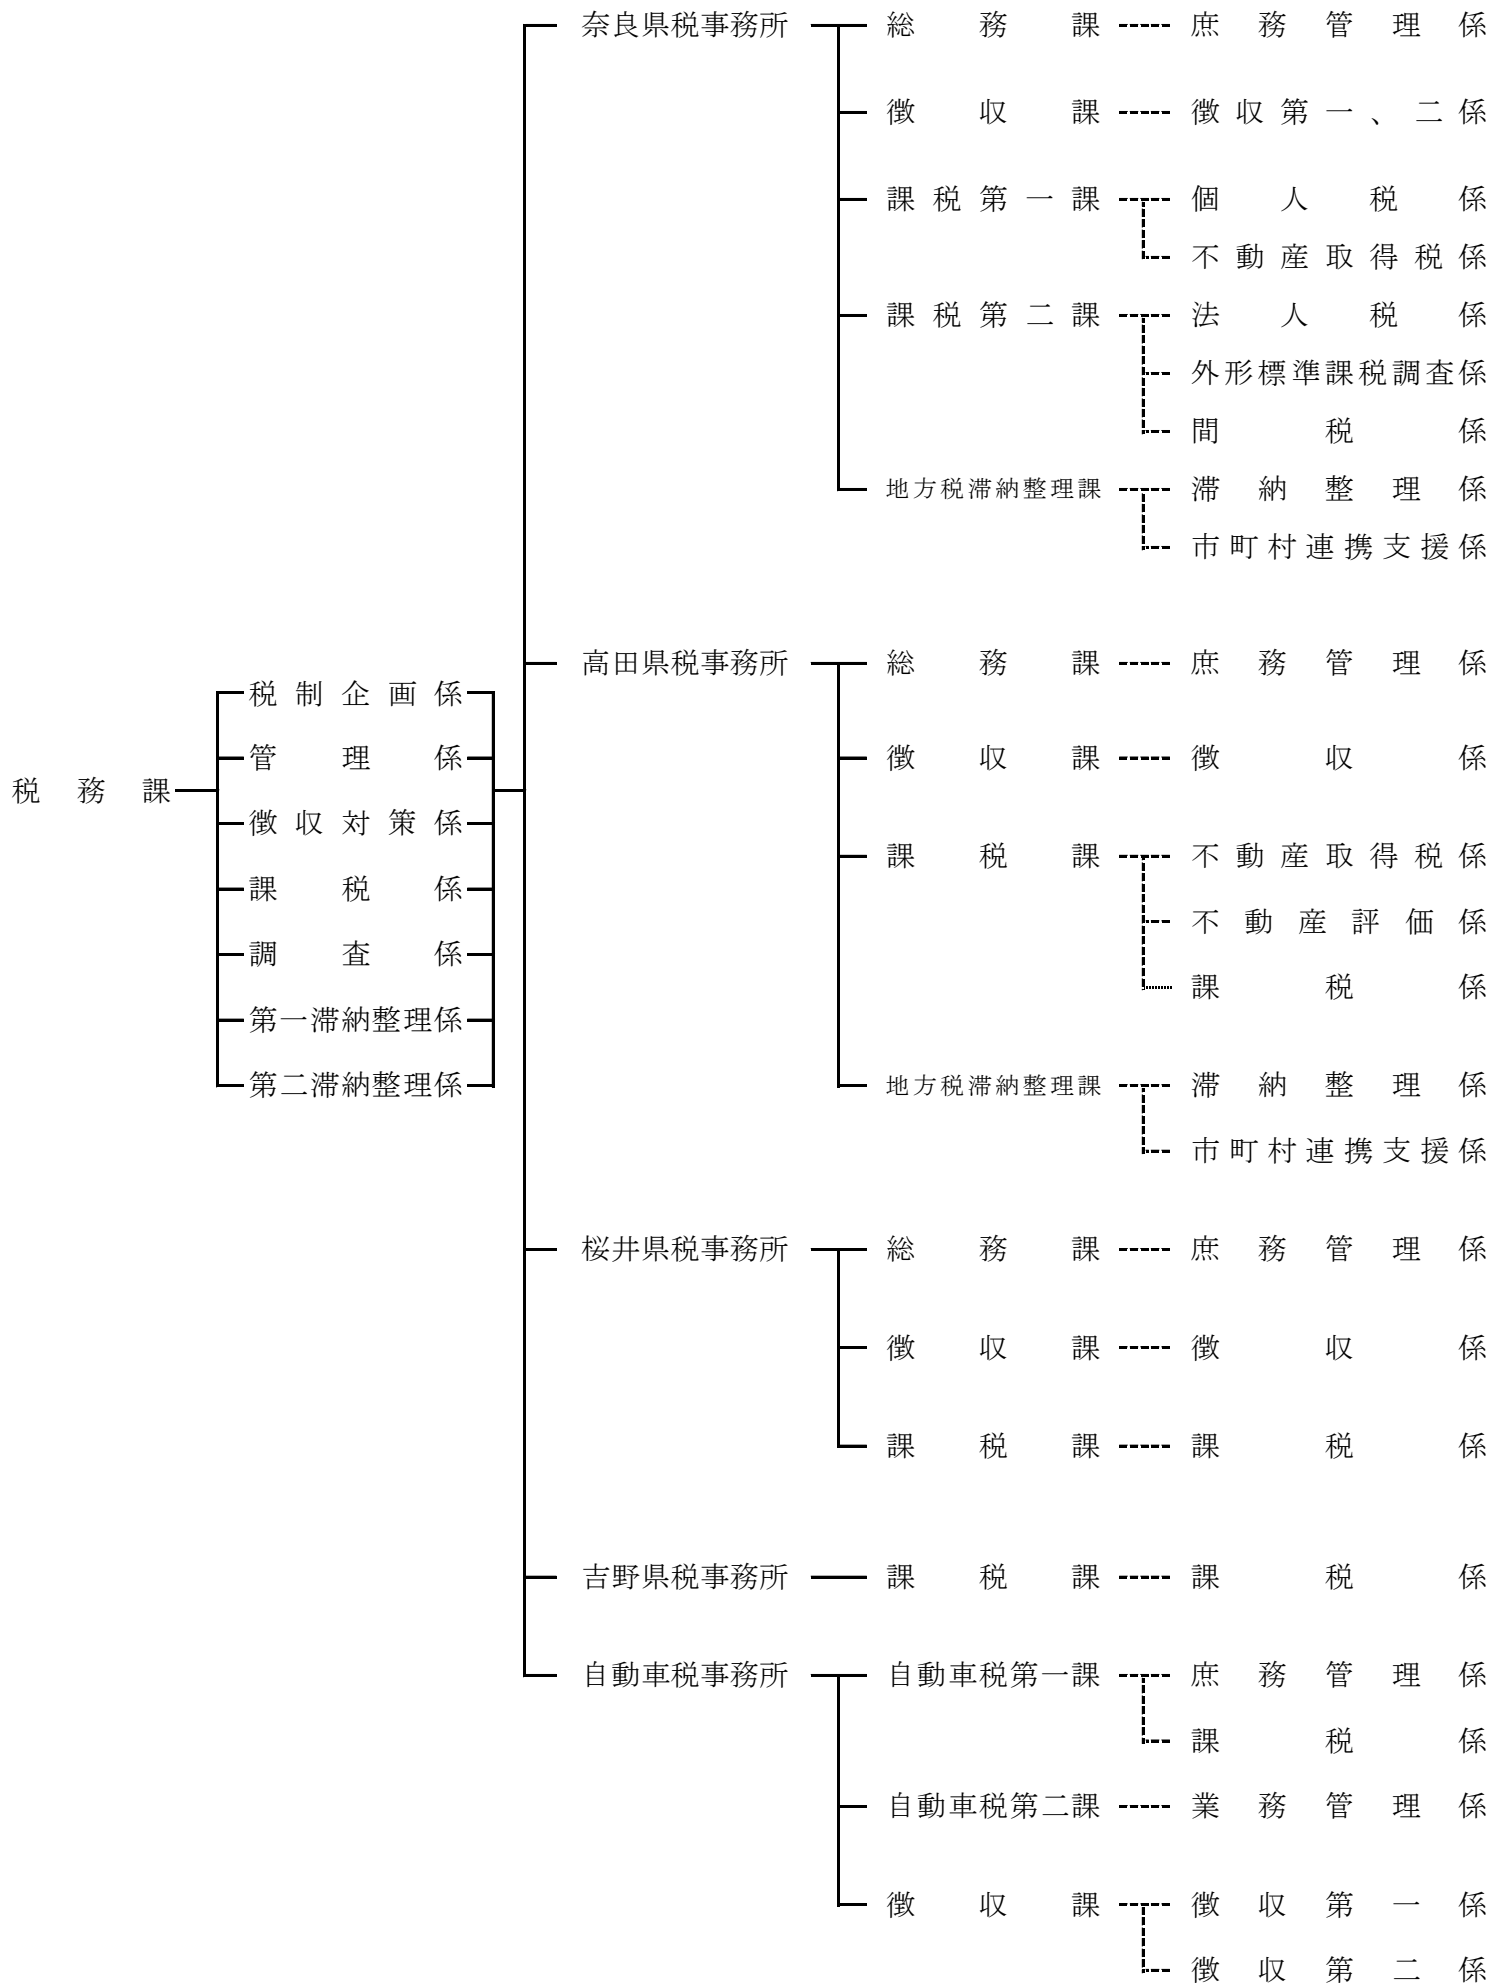 奈良県税事務所 総務課 庶務管理係
徴収課 徴収第一、二係
課税第一課 個人税係
不動産取得税係
課税第二課 法人税係
外形標準課税調査係
間税係
地方税滞納整理課 滞納整理係
市町村連携支援係
高田県税事務所 総務課 庶務管理係
税制企画係
管理係 徴収課 徴収係
税務課
徴収対策係
課税課 不動産取得税係
課税係
不動産評価係
調査係
課税係
第一滞納整理係
第二滞納整理係 地方税滞納整理課 滞納整理係
市町村連携支援係
桜井県税事務所 総務課 庶務管理係
徴収課 徴収係
課税課 課税係
吉野県税事務所 課税課 課税係
自動車税事務所 自動車税第一課 庶務管理係
課税係
自動車税第二課 業務管理係
徴収課 徴収第一係
徴収第二係